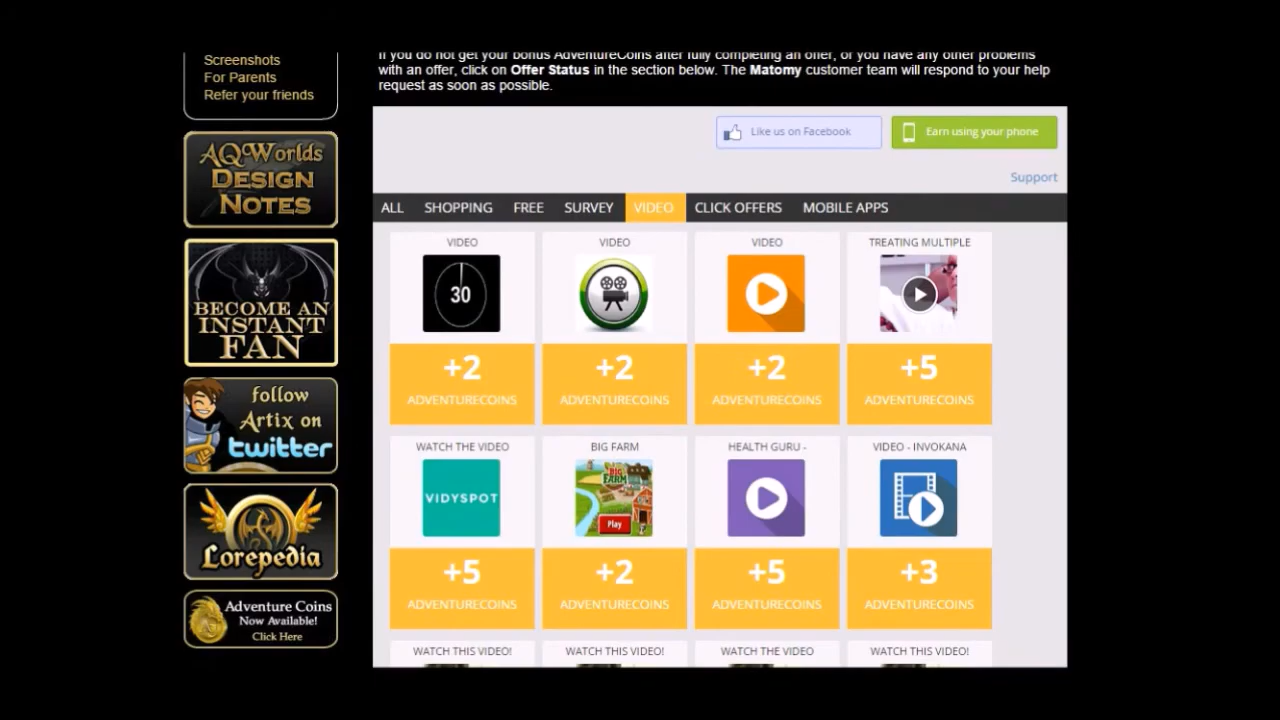 Screenshots
For Parents
Refer your friends
AQWorlds
DESIGN
NOTES
BECOME AN
INSTANT
FAN
follow
Artix on
twitter
Lorepedia
Adventure Coins
Now Available!
Click Here
If you do not get your bonus AdventureCoins after fully completing an offer, or you have any other problems
with an offer, click on Offer Status in the section below. The Matomy customer team will respond to your help
request as soon as possible.
Like us on Facebook
Earn using your phone
Support
ALL SHOPPING FREE SURVEY VIDEO CLICK OFFERS MOBILE APPS
VIDEO VIDEO VIDEO TREATING MULTIPLE
30
+2 +2 +2 +5
ADVENTURECOINS ADVENTURECOINS ADVENTURECOINS ADVENTURECOINS
WATCH THE VIDEO BIG FARM HEALTH GURU - VIDEO - INVOKANA
VIDYSPOT
BIG
FARM
Play
+5 +2 +5 +3
ADVENTURECOINS ADVENTURECOINS ADVENTURECOINS ADVENTURECOINS
WATCH THIS VIDEO! WATCH THIS VIDEO! WATCH THE VIDEO WATCH THIS VIDEO!